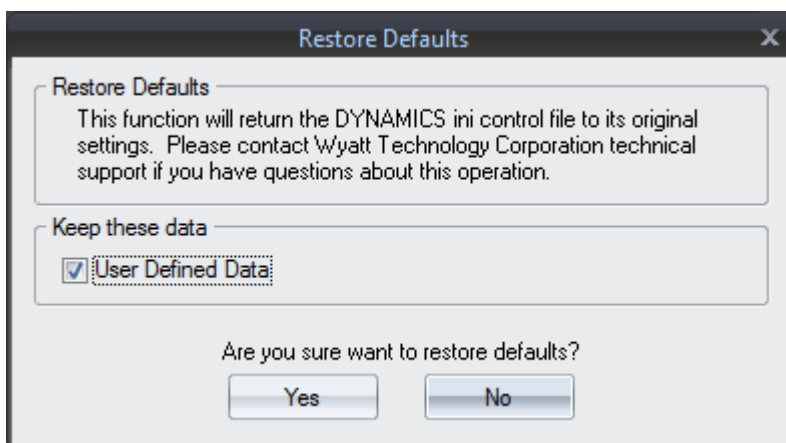 Restore Defaults
X
Restore Defaults
This function will return the DYNAMICS ini control file to its original
settings. Please contact Wyatt Technology Corporation technical
support if you have questions about this operation.
Keep these data
User Defined Data
Are you sure want to restore defaults?
Yes
No